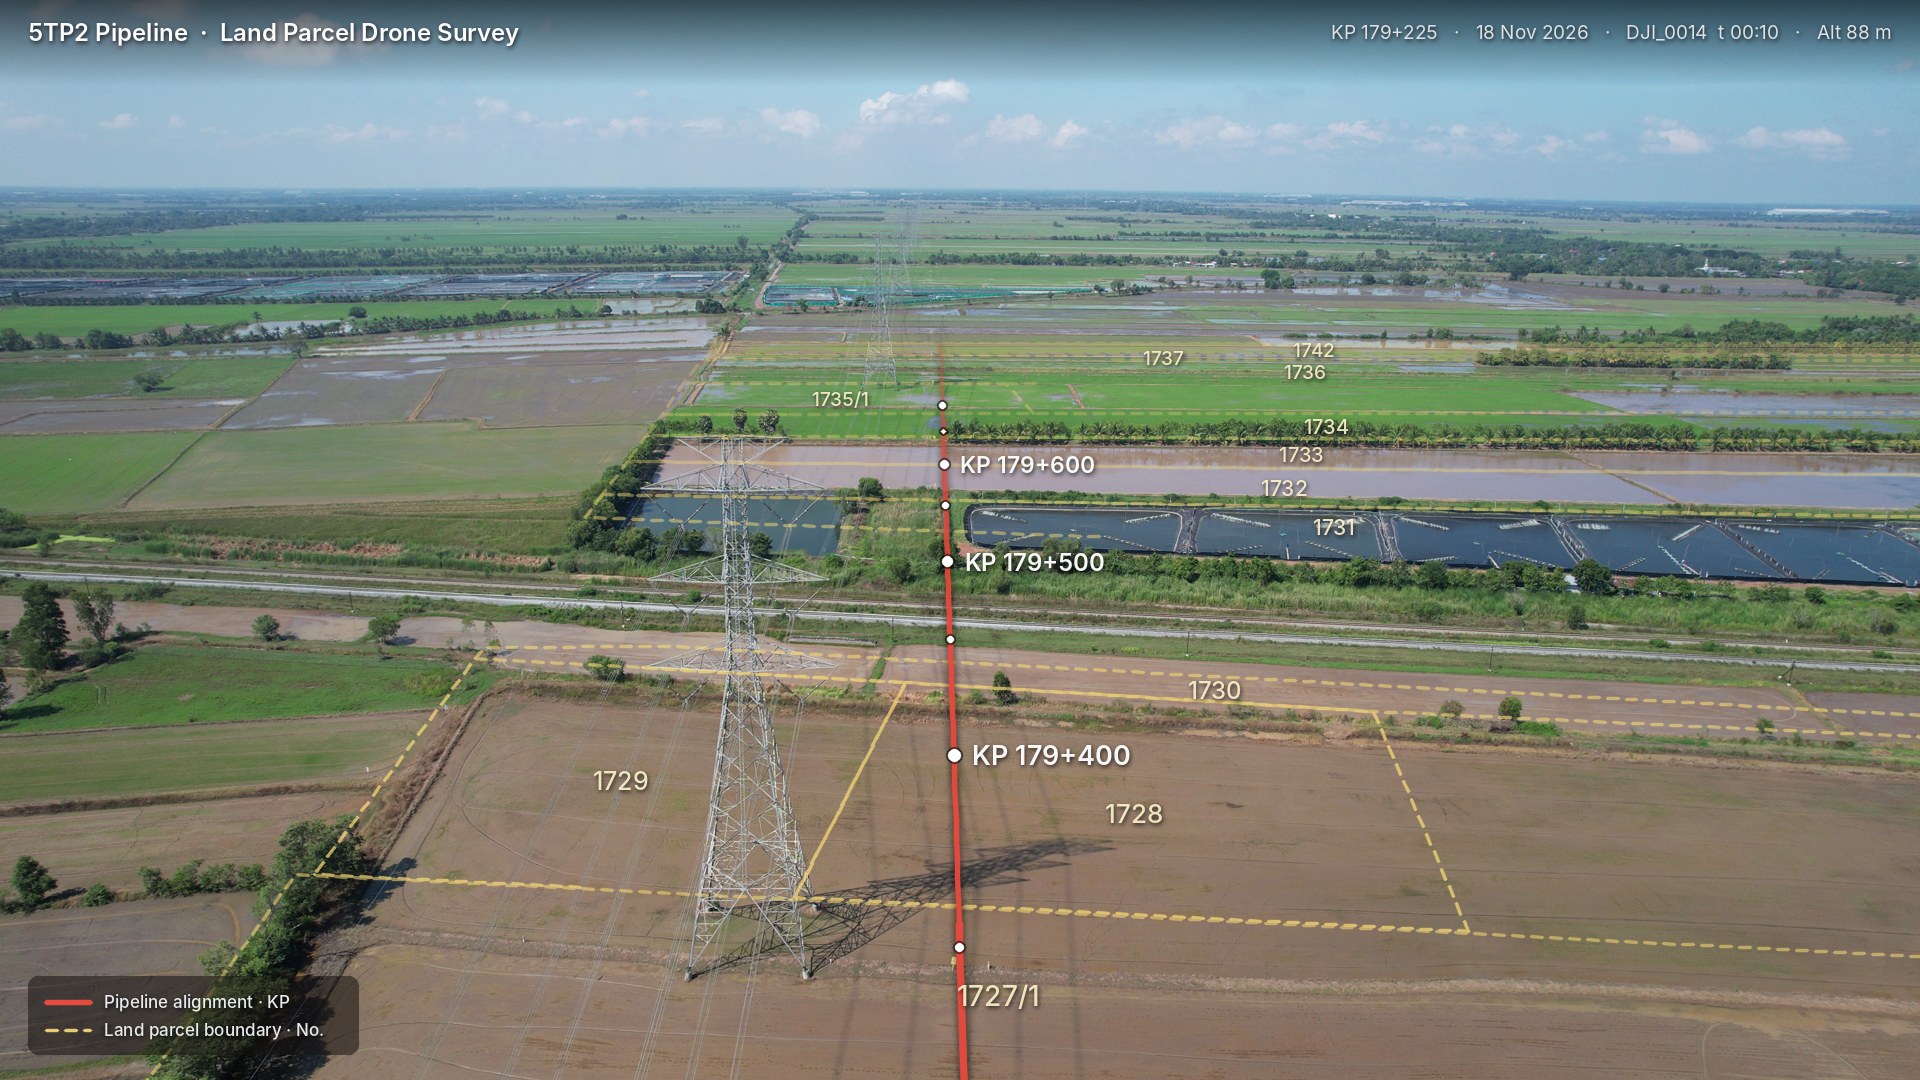 5TP2 Pipeline · Land Parcel Drone Survey
KP 179+225 · 18 Nov 2026 · DJI_0014 t 00:10 · Alt 88 m
1742
1737
1736
1735/1
1734
1733
KP 179+600
1732
1731
KP 179+500
1730
KP 179+400
1729
1728
1727/1
Pipeline alignment · KP
Land parcel boundary · No.